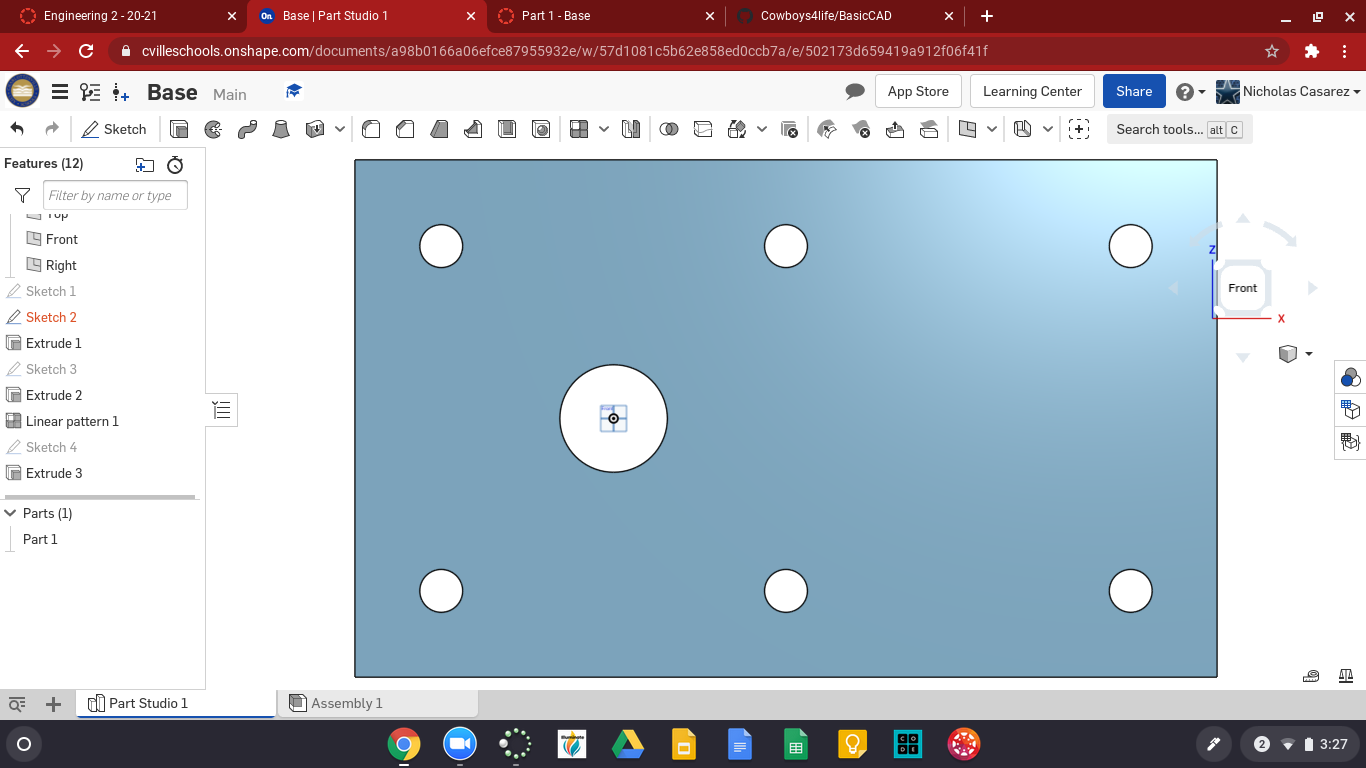 Engineering 2 - 20-21
Base | Part Studio 1
Part 1 - Base
Cowboys4life/BasicCAD
cvilleschools.onshape.com/documents/a98b0166a06efce87955932e/w/57d1081c5b62e858ed0ccb7a/e/502173d659419a912f06f41f
Base Main
App Store
Learning Center
Share
Nicholas Casarez
Sketch
Search tools... alt C
Features (12)
Filter by name or type
Top
Front
Right
Sketch 1
Sketch 2
Extrude 1
Sketch 3
Extrude 2
Linear pattern 1
Sketch 4
Extrude 3
Parts (1)
Part 1
Z
Front
X
Part Studio 1
Assembly 1
2
3:27